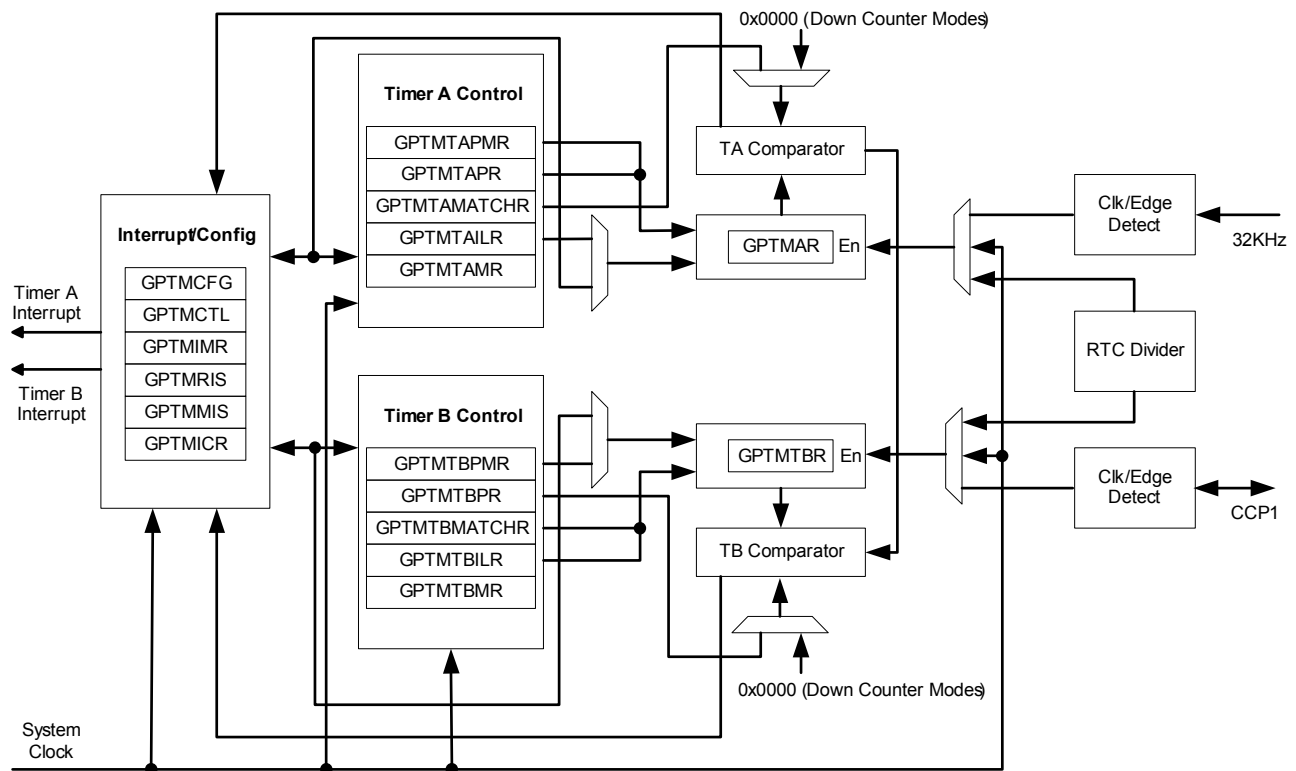 0x0000 (Down Counter Modes)
Timer A Control
GPTMTAPMR
GPTMTAPR
GPTMTAMATCHR
GPTMTAILR
GPTMTAMR
TA Comparator
GPTMAR
En
Clk/Edge
Detect
32KHz
Interrupt/Config
GPTMCFG
GPTMCTL
GPTMIMR
GPTMRIS
GPTMMIS
GPTMICR
Timer A
Interrupt
Timer B
Interrupt
RTC Divider
Timer B Control
GPTMTBPMR
GPTMTBPR
GPTMTBMATCHR
GPTMTBILR
GPTMTBMR
GPTMTBR
En
TB Comparator
Clk/Edge
Detect
CCP1
0x0000 (Down Counter Modes)
System
Clock